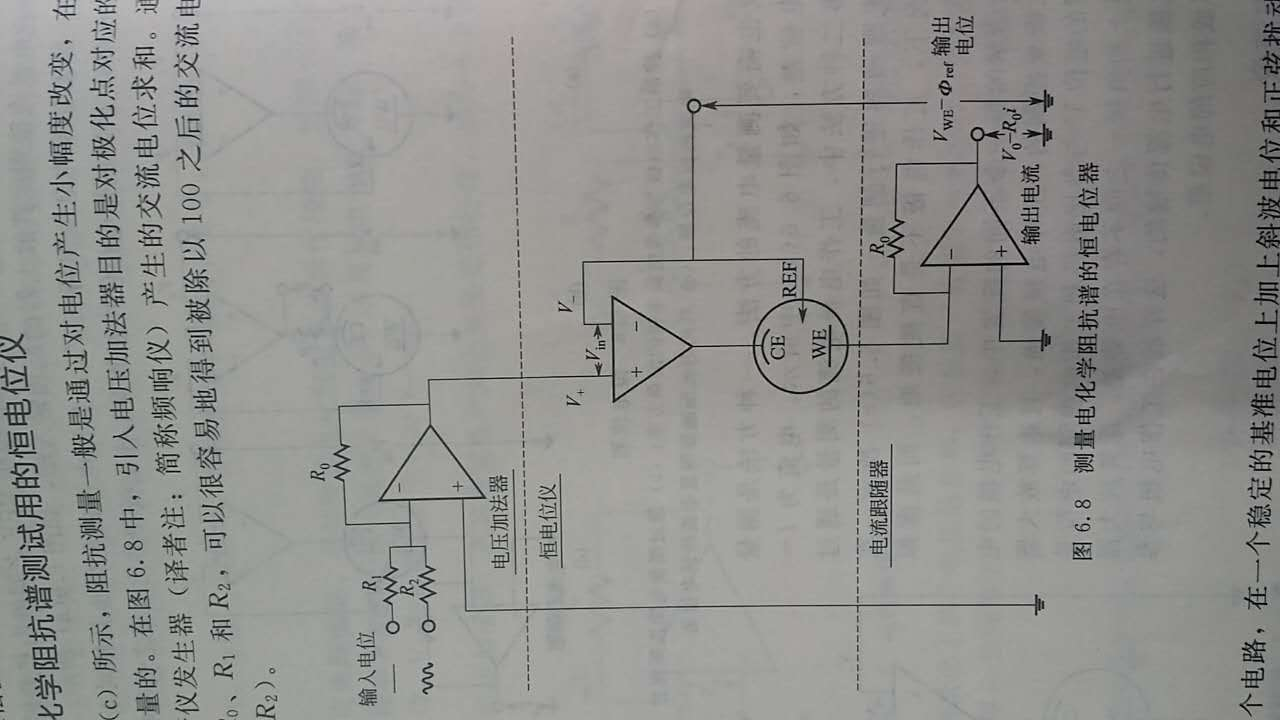 化学阻抗谱测试用的恒电位仪
(c) 所示，阻抗测量一般是通过对电位产生小幅度改变，在
量的。在图 6.8 中，引入电压加法器目的是对极化点对应的
仪发生器（译者注：简称频响仪）产生的交流电位求和。通
R₁ 和 R₂，可以很容易地得到被除以 100 之后的交流电
R₂)。
输入电位
R₁
R₂
R₀
−
+
电压加法器
恒电位仪
V₊
Vin
V₋
+
−
CE
WE
REF
电流跟随器
R₀
−
+
输出电流
V₀−R₀i
VWE−Φref 输出
电位
图 6.8 测量电化学阻抗谱的恒电位器
个电路，在一个稳定的基准电位上加上斜波电位和正弦扰动